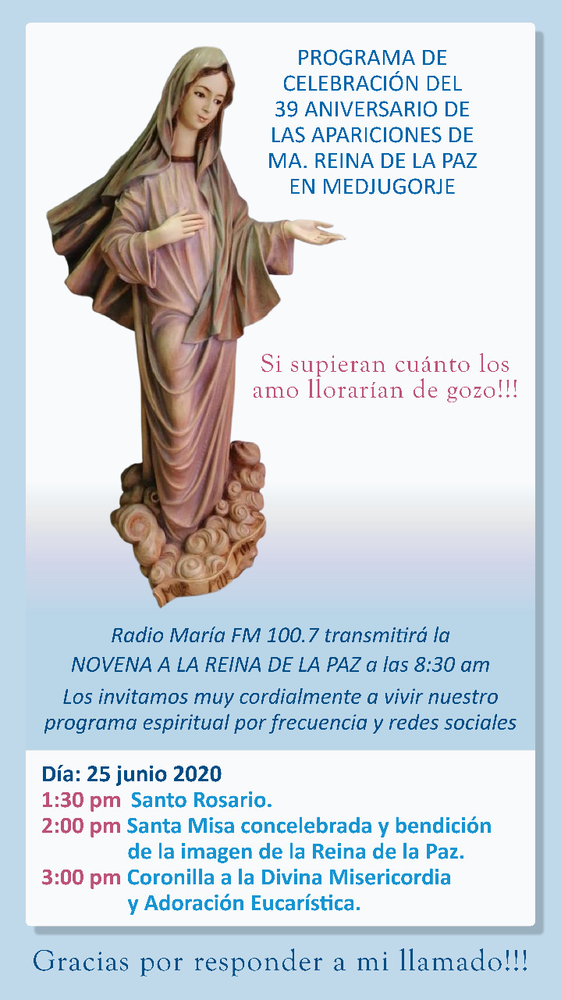 PROGRAMA DE
CELEBRACIÓN DEL
39 ANIVERSARIO DE
LAS APARICIONES DE
MA. REINA DE LA PAZ
EN MEDJUGORJE
Si supieran cuánto los
amo llorarían de gozo!!!
Radio María FM 100.7 transmitirá la
NOVENA A LA REINA DE LA PAZ a las 8:30 am
Los invitamos muy cordialmente a vivir nuestro
programa espiritual por frecuencia y redes sociales
Día: 25 junio 2020
1:30 pm Santo Rosario.
2:00 pm Santa Misa concelebrada y bendición
de la imagen de la Reina de la Paz.
3:00 pm Coronilla a la Divina Misericordia
y Adoración Eucarística.
Gracias por responder a mi llamado!!!